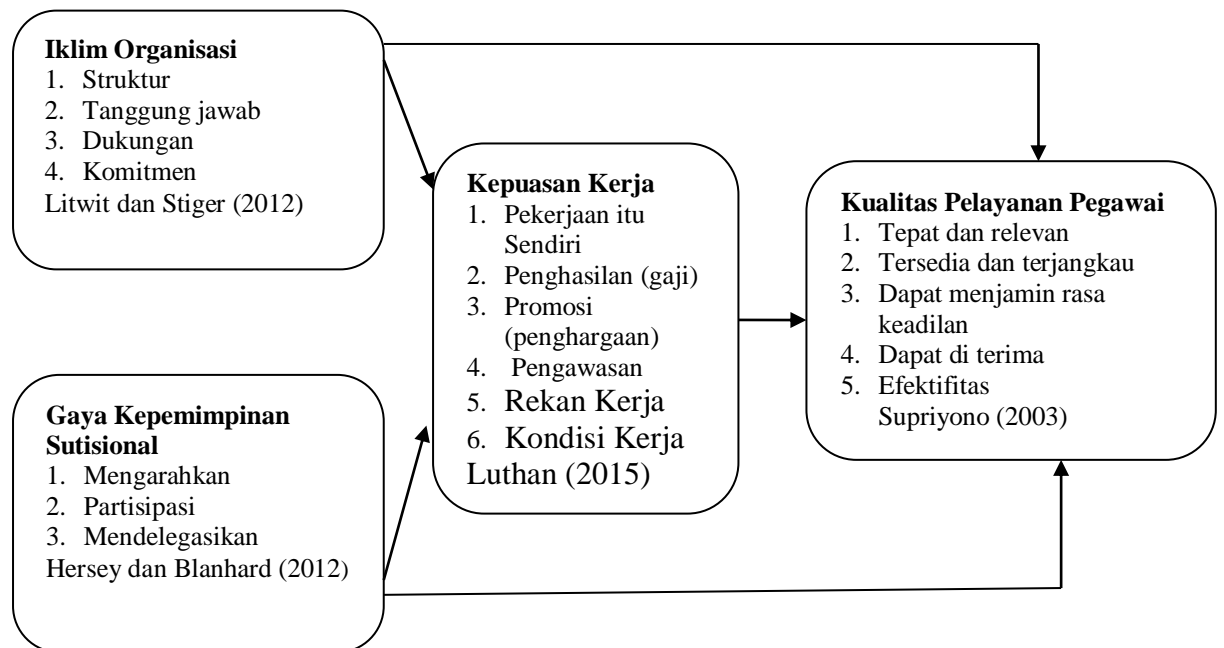 Iklim Organisasi
1. Struktur
2. Tanggung jawab
3. Dukungan
4. Komitmen
Litwit dan Stiger (2012)
Gaya Kepemimpinan
Sutisional
1. Mengarahkan
2. Partisipasi
3. Mendelegasikan
Hersey dan Blanhard (2012)
Kepuasan Kerja
1. Pekerjaan itu
Sendiri
2. Penghasilan (gaji)
3. Promosi
(penghargaan)
4. Pengawasan
5. Rekan Kerja
6. Kondisi Kerja
Luthan (2015)
Kualitas Pelayanan Pegawai
1. Tepat dan relevan
2. Tersedia dan terjangkau
3. Dapat menjamin rasa
keadilan
4. Dapat di terima
5. Efektifitas
Supriyono (2003)